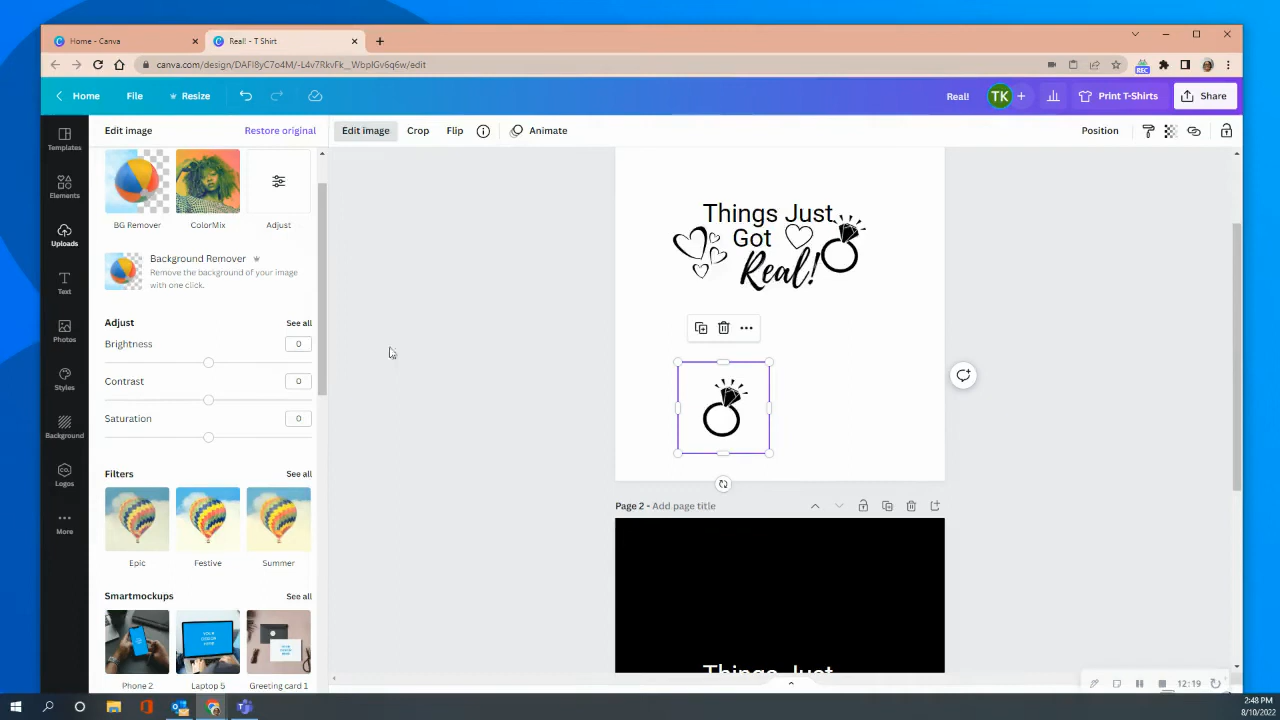 Home - Canva
Real! - T Shirt
canva.com/design/DAFI8yC7o4M/-L4v7RkvFk__WbpIGv6q6w/edit
REC
Home
File
Resize
Real!
TK
Print T-Shirts
Share
Templates
Elements
Uploads
Text
Photos
Styles
Background
Logos
More
Edit image
Restore original
BG Remover
ColorMix
Adjust
Background Remover
Remove the background of your image
with one click.
Adjust
See all
Brightness
0
Contrast
0
Saturation
0
Filters
See all
Epic
Festive
Summer
Smartmockups
See all
Phone 2
Laptop 5
Greeting card 1
Edit image
Crop
Flip
Animate
Position
Things Just
Got
Real!
Page 2 - Add page title
Things Just
12:19
2:48 PM
8/10/2022